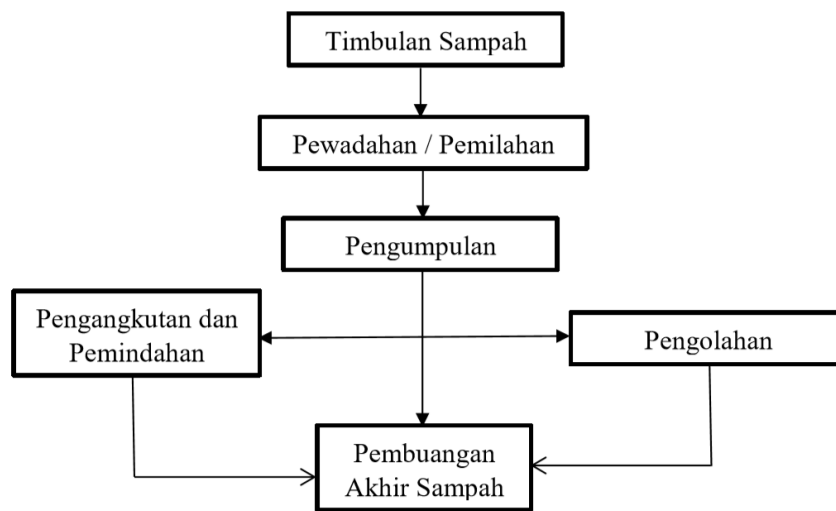 Timbulan Sampah
Pewadahan / Pemilahan
Pengumpulan
Pengangkutan dan
Pemindahan
Pengolahan
Pembuangan
Akhir Sampah